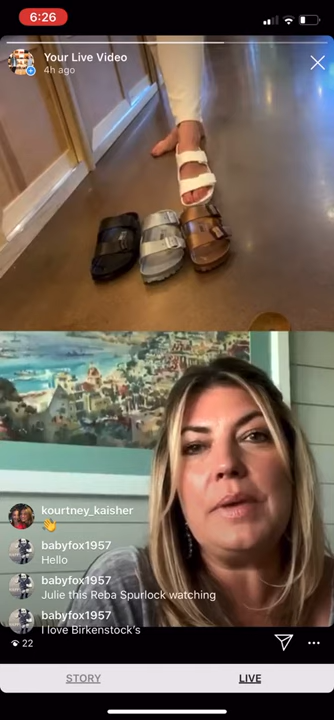 6:26
Your Live Video
4h ago
kourtney_kaisher
👋
babyfox1957
Hello
babyfox1957
Julie this Reba Spurlock watching
babyfox1957
I love Birkenstock's
22
STORY
LIVE